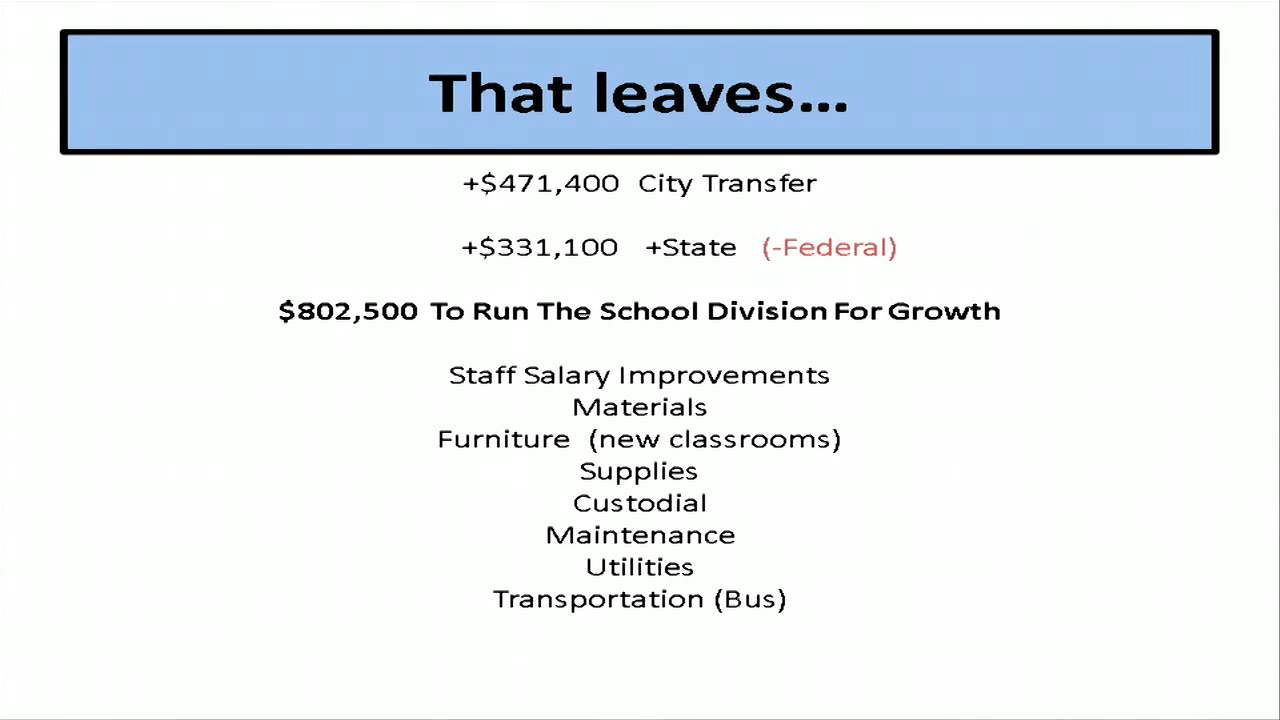 That leaves...
+$471,400 City Transfer
+$331,100 +State (-Federal)
$802,500 To Run The School Division For Growth
Staff Salary Improvements
Materials
Furniture (new classrooms)
Supplies
Custodial
Maintenance
Utilities
Transportation (Bus)